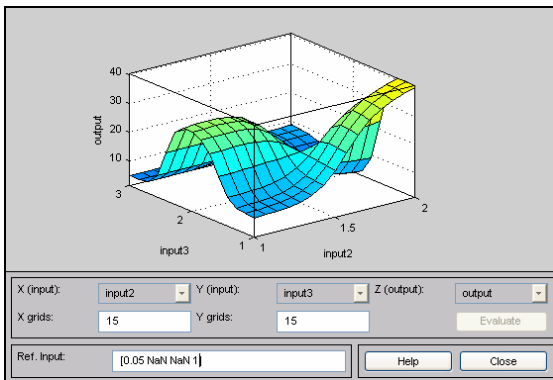 40
30
20
10
output
3
2
1
input3
1
1.5
2
input2
X (input): input2 Y (input): input3 Z (output): output
X grids: 15 Y grids: 15 Evaluate
Ref. Input: [0.05 NaN NaN 1] Help Close